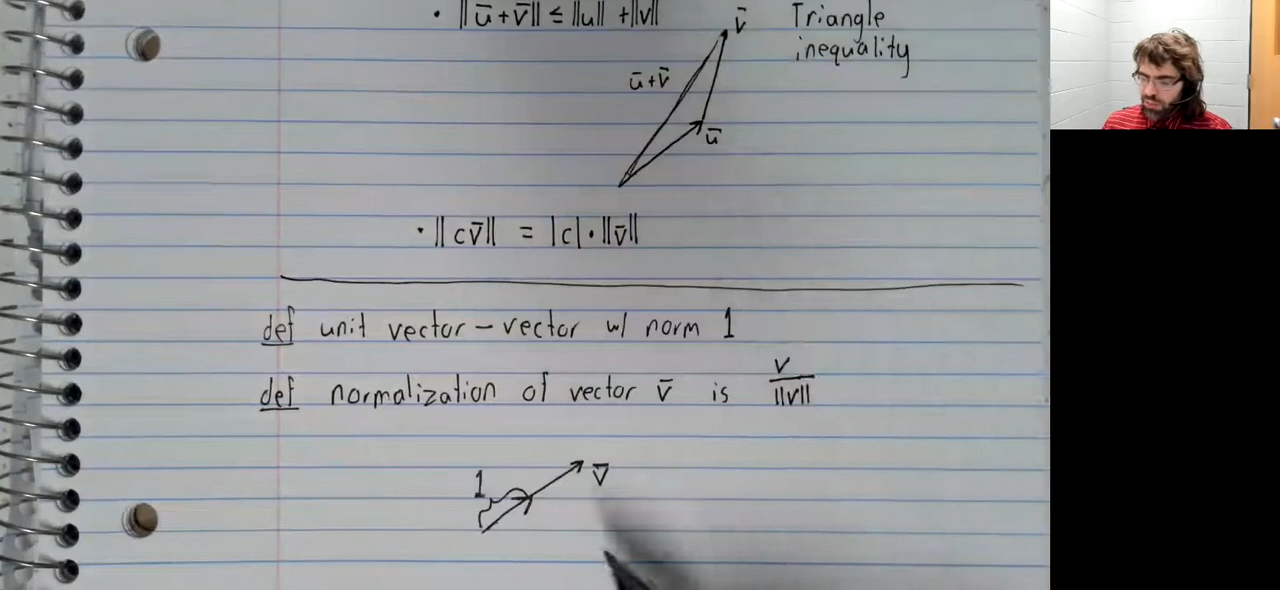 • ‖ū+v̄‖ ≤ ‖u‖ + ‖v‖
Triangle
inequality
v̄
ū+v̄
ū
• ‖cv̄‖ = |c|•‖v̄‖
def unit vector – vector w/ norm 1
def normalization of vector v̄ is v/‖v‖
1
v̄